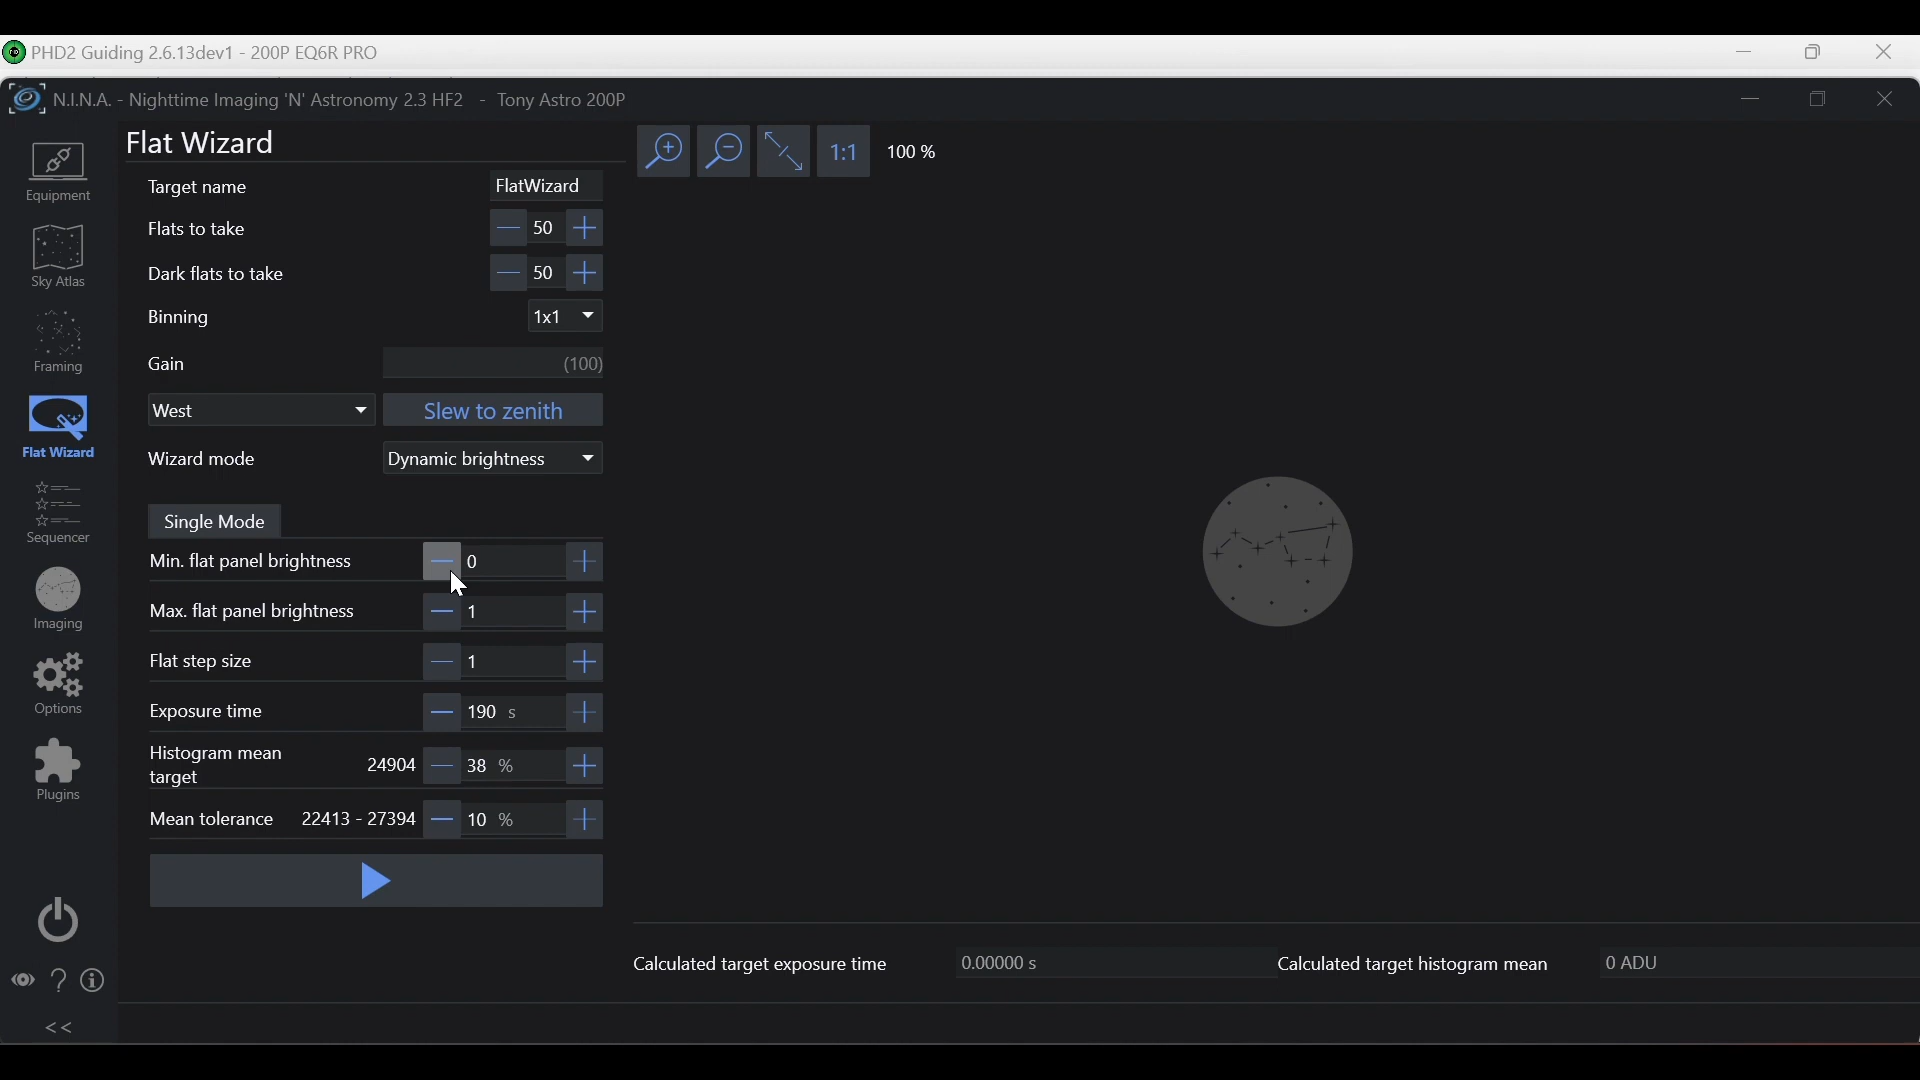 PHD2 Guiding 2.6.13dev1 - 200P EQ6R PRO
N.I.N.A. - Nighttime Imaging 'N' Astronomy 2.3 HF2 - Tony Astro 200P
Equipment
Sky Atlas
Framing
Flat Wizard
Sequencer
Imaging
Options
Plugins
<<
Flat Wizard
Target name FlatWizard
Flats to take 50
Dark flats to take 50
Binning 1x1
Gain (100)
West Slew to zenith
Wizard mode Dynamic brightness
Single Mode
Min. flat panel brightness 0
Max. flat panel brightness 1
Flat step size 1
Exposure time 190 s
Histogram mean
target 24904 38 %
Mean tolerance 22413 - 27394 10 %
1:1 100 %
Calculated target exposure time 0.00000 s Calculated target histogram mean 0 ADU